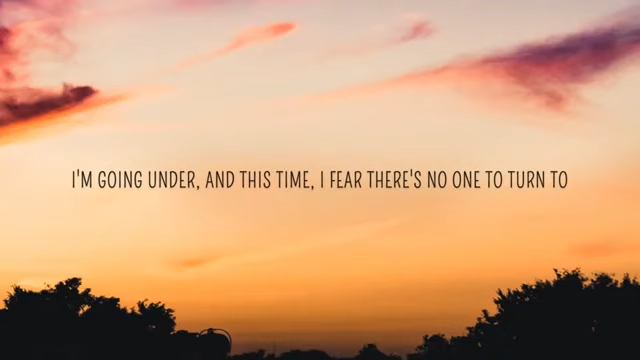 I'M GOING UNDER, AND THIS TIME, I FEAR THERE'S NO ONE TO TURN TO